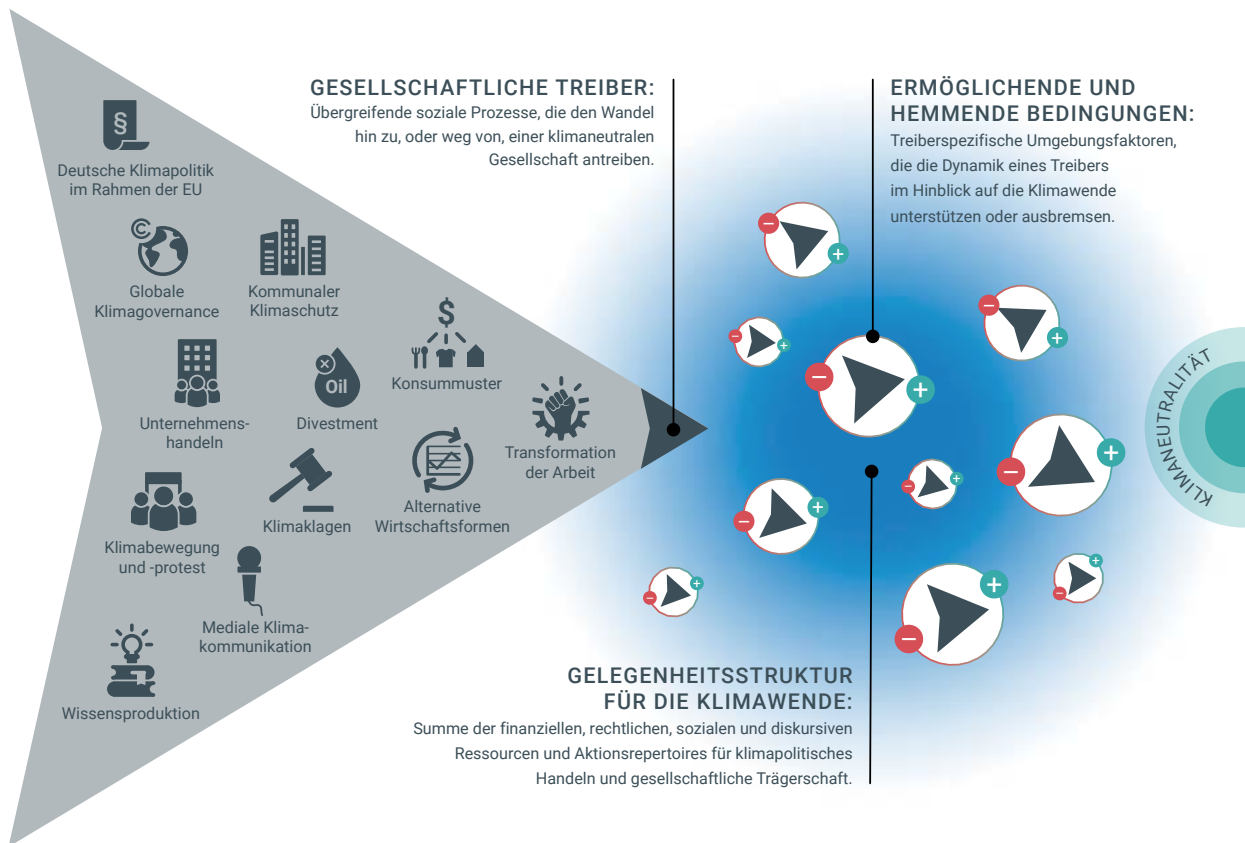 GESELLSCHAFTLICHE TREIBER:
Übergreifende soziale Prozesse, die den Wandel
hin zu, oder weg von, einer klimaneutralen
Gesellschaft antreiben.
ERMÖGLICHENDE UND
HEMMENDE BEDINGUNGEN:
Treiberspezifische Umgebungsfaktoren,
die die Dynamik eines Treibers
im Hinblick auf die Klimawende
unterstützen oder ausbremsen.
§
Deutsche Klimapolitik
im Rahmen der EU
C
Globale
Klimagovernance
Kommunaler
Klimaschutz
$
Konsummuster
Unternehmens-
handeln
Oil
Divestment
Transformation
der Arbeit
Klimabewegung
und -protest
Klimaklagen
Alternative
Wirtschaftsformen
Mediale Klima-
kommunikation
Wissensproduktion
KLIMANEUTRALITÄT
GELEGENHEITSSTRUKTUR
FÜR DIE KLIMAWENDE:
Summe der finanziellen, rechtlichen, sozialen und diskursiven
Ressourcen und Aktionsrepertoires für klimapolitisches
Handeln und gesellschaftliche Trägerschaft.